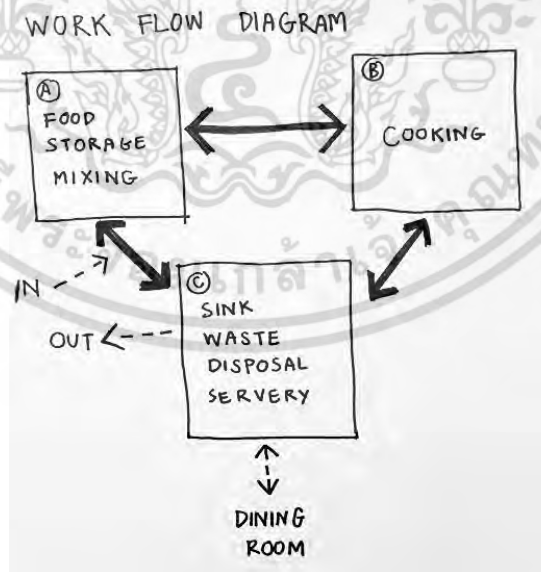 WORK FLOW DIAGRAM
Ⓐ
FOOD
STORAGE
MIXING
Ⓑ
COOKING
IN
OUT
Ⓒ
SINK
WASTE
DISPOSAL
SERVERY
DINING
ROOM